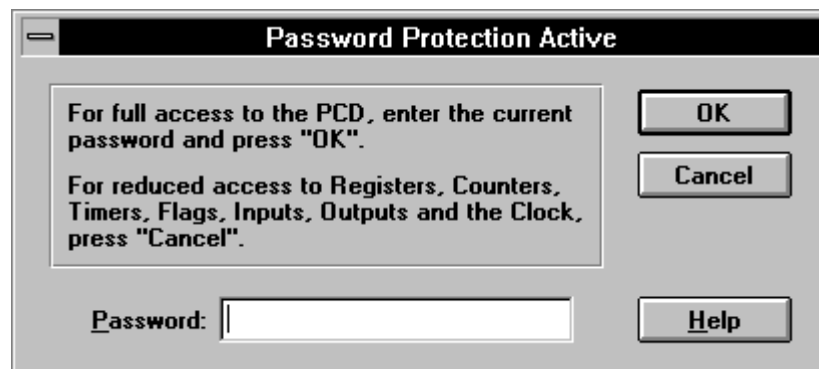 Password Protection Active
For full access to the PCD, enter the current
password and press "OK".
For reduced access to Registers, Counters,
Timers, Flags, Inputs, Outputs and the Clock,
press "Cancel".
OK
Cancel
Password:
Help